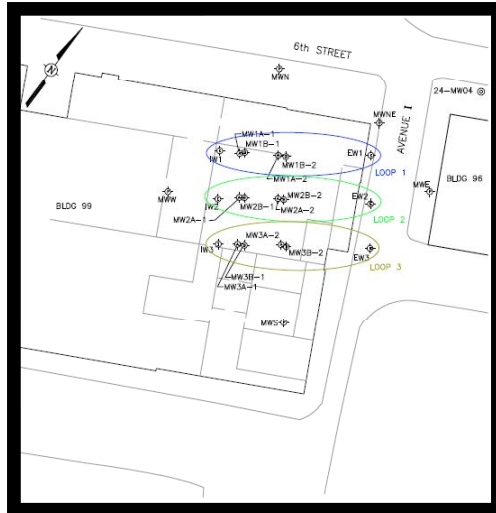 6th STREET
N
MWN
24-MW04
AVENUE I
MWNE
MW1A-1
MW1B-1
IW1
MW1B-2
EW1
MW1A-2
LOOP 1
MWE
BLDG 96
MWW
BLDG 99
IW2
MW2B-2
EW2
MW2A-1
MW2B-1
MW2A-2
LOOP 2
IW3
MW3A-2
MW3B-2
EW3
MW3B-1
MW3A-1
LOOP 3
MWS